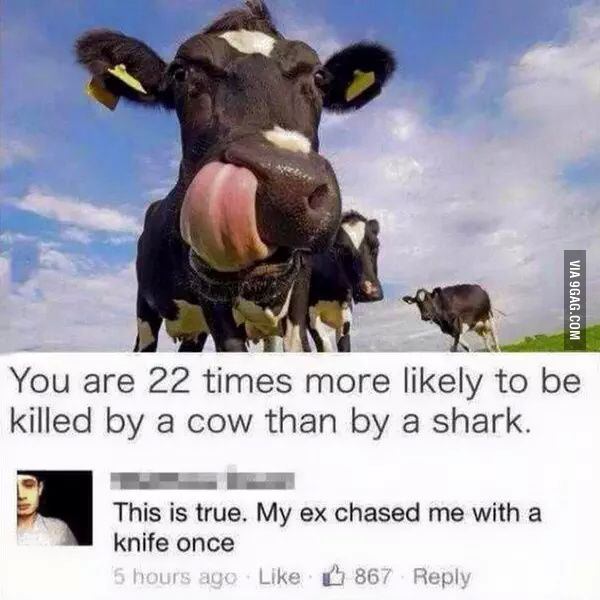 VIA 9GAG.COM
You are 22 times more likely to be
killed by a cow than by a shark.
This is true. My ex chased me with a
knife once
5 hours ago · Like · 867 · Reply